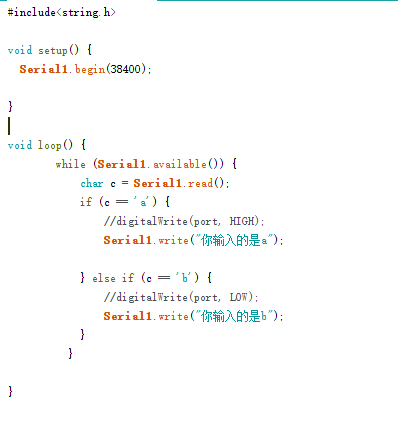 #include<string.h>
void setup() {
Serial1.begin(38400);
}
void loop() {
while (Serial1.available()) {
char c = Serial1.read();
if (c == 'a') {
//digitalWrite(port, HIGH);
Serial1.write("你输入的是a");
} else if (c == 'b') {
//digitalWrite(port, LOW);
Serial1.write("你输入的是b");
}
}
}